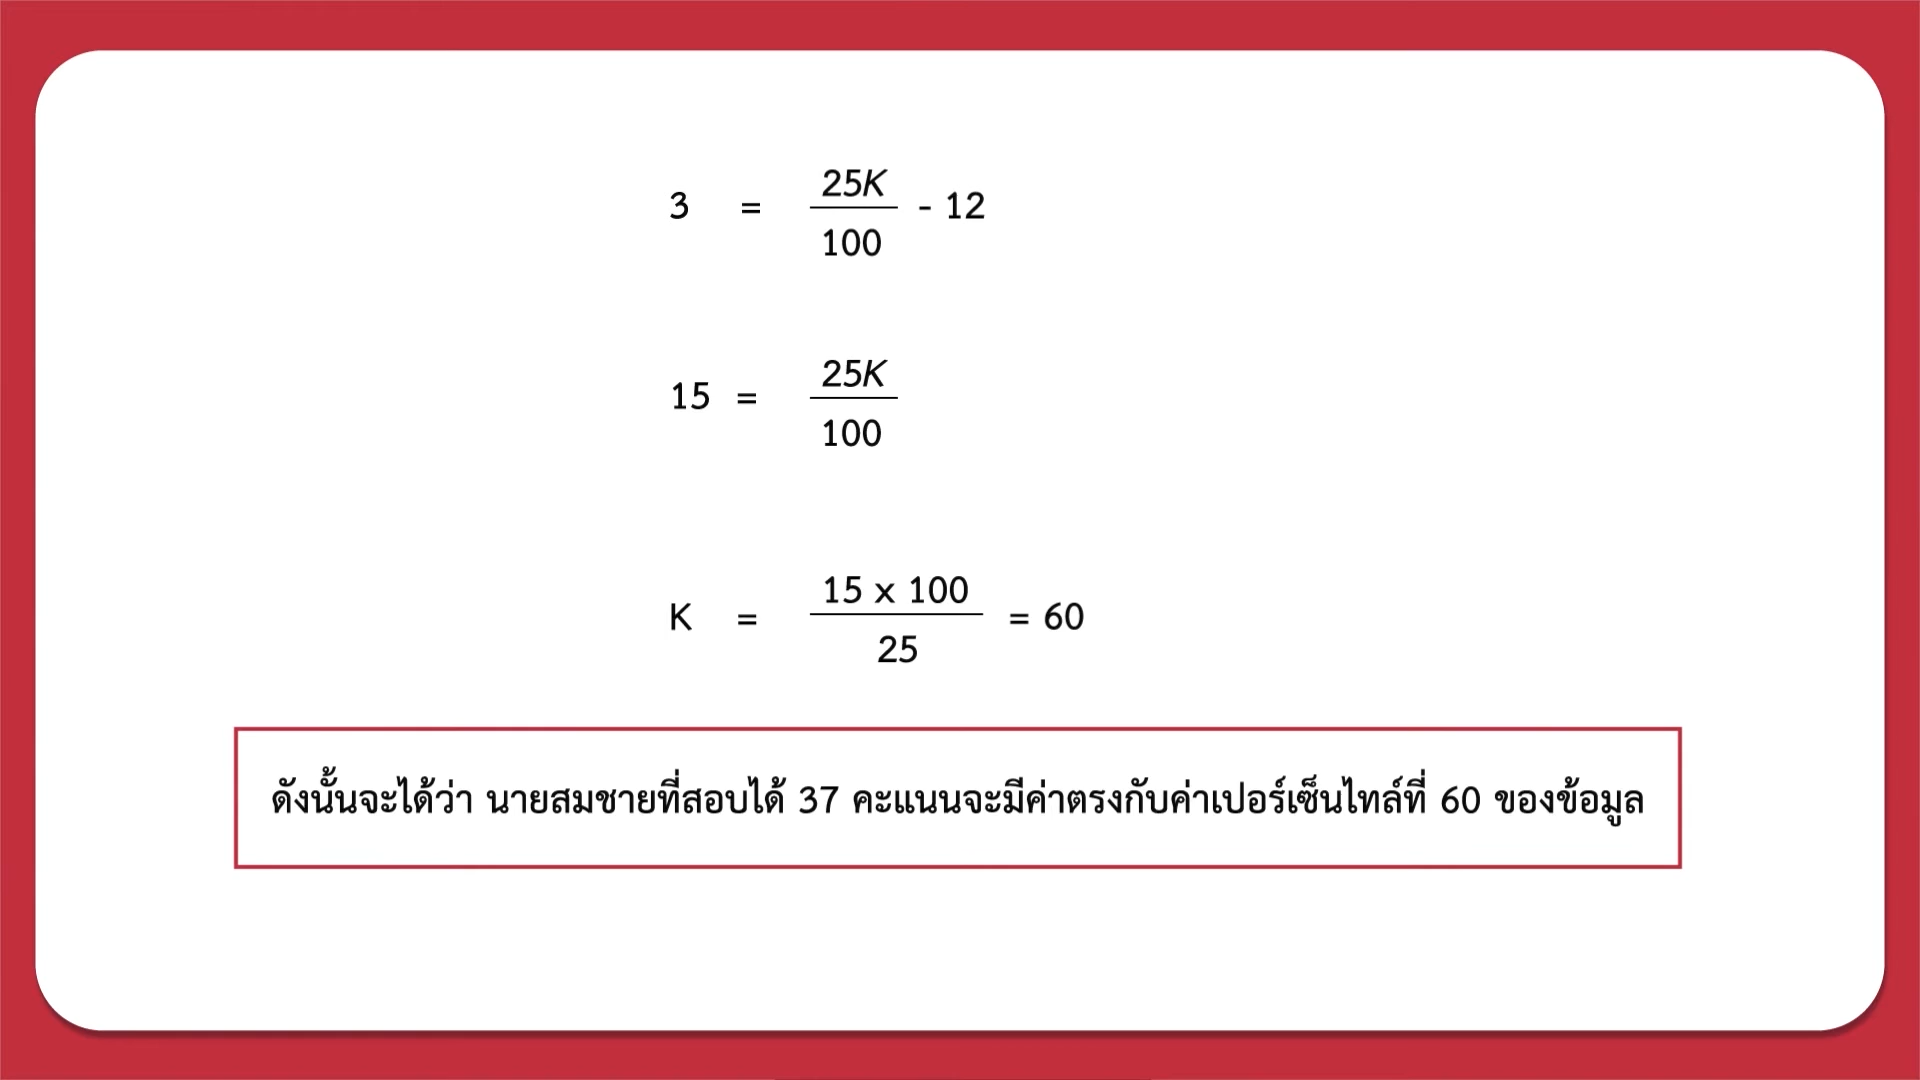 3 = 25K/100 - 12
15 = 25K/100
K = 15 x 100/25 = 60
ดังนั้นจะได้ว่า นายสมชายที่สอบได้ 37 คะแนนจะมีค่าตรงกับค่าเปอร์เซ็นไทล์ที่ 60 ของข้อมูล